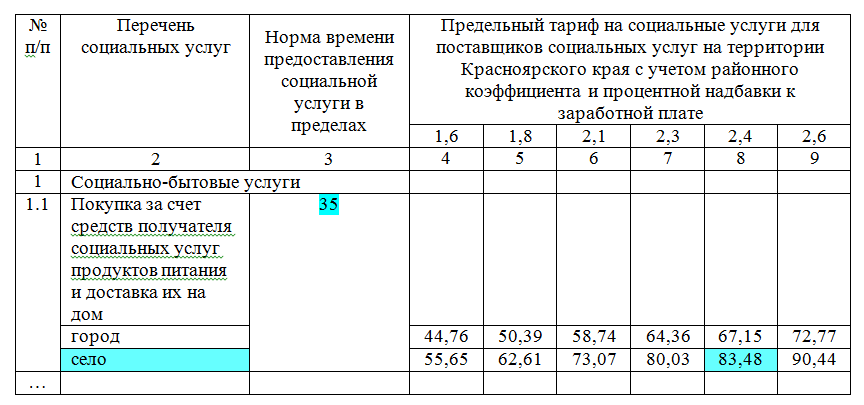 № п/п
Перечень
социальных услуг
Норма времени
предоставления
социальной
услуги в
пределах
Предельный тариф на социальные услуги для
поставщиков социальных услуг на территории
Красноярского края с учетом районного
коэффициента и процентной надбавки к
заработной плате
1,6 1,8 2,1 2,3 2,4 2,6
1 2 3 4 5 6 7 8 9
1 Социально-бытовые услуги
1.1 Покупка за счет 35
средств получателя
социальных услуг
продуктов питания
и доставка их на
дом
город 44,76 50,39 58,74 64,36 67,15 72,77
село 55,65 62,61 73,07 80,03 83,48 90,44
…